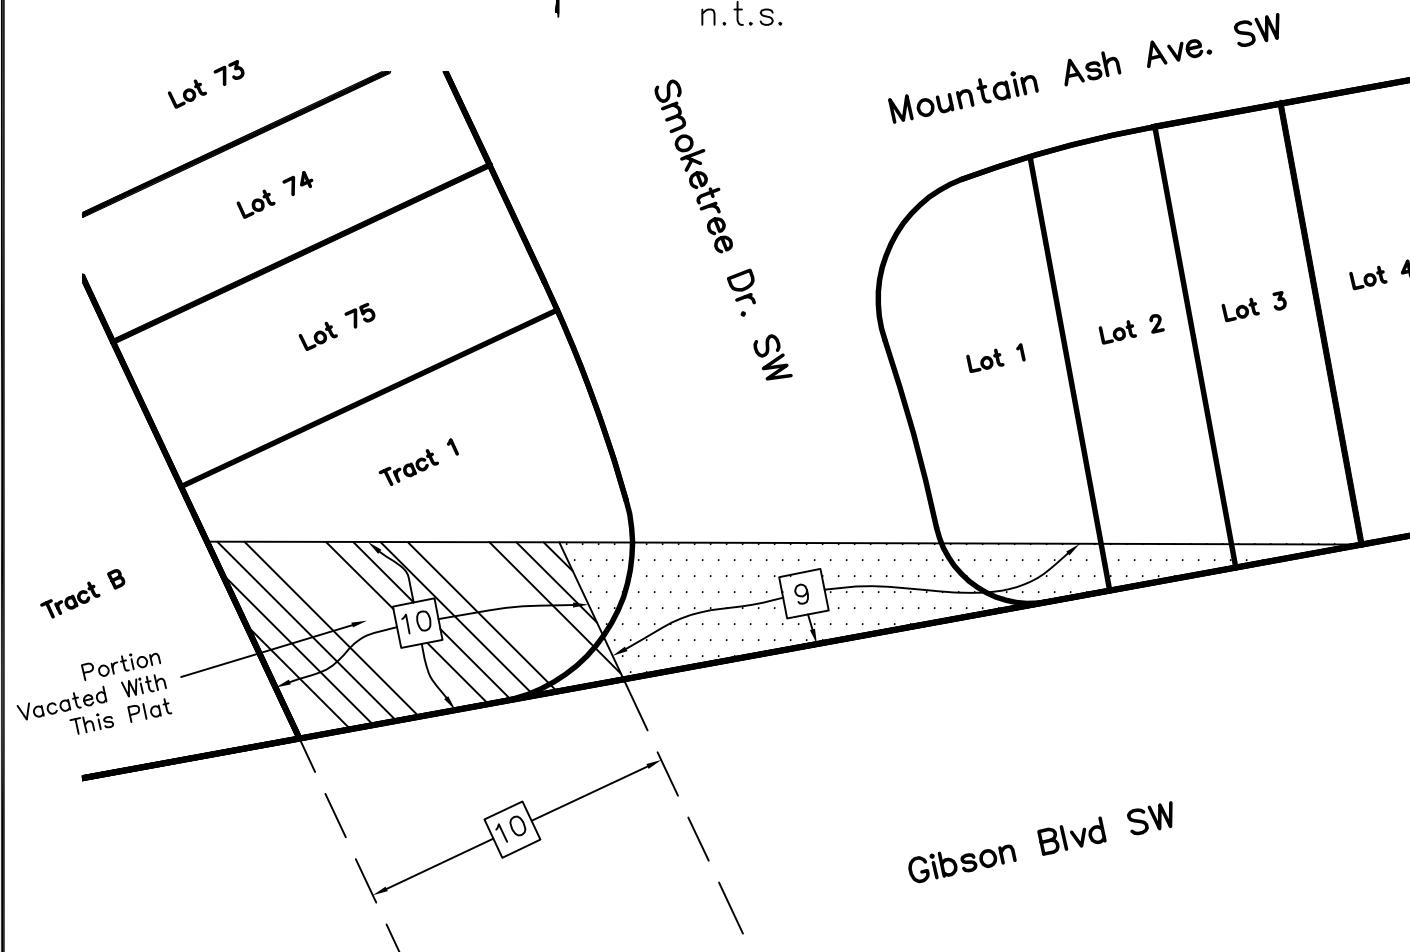 n.t.s.
Mountain Ash Ave. SW
Smoketree Dr. SW
Lot 73
Lot 74
Lot 75
Tract 1
Lot 1
Lot 2
Lot 3
Lot 4
Tract B
9
10
Portion
Vacated With
This Plat
10
Gibson Blvd SW